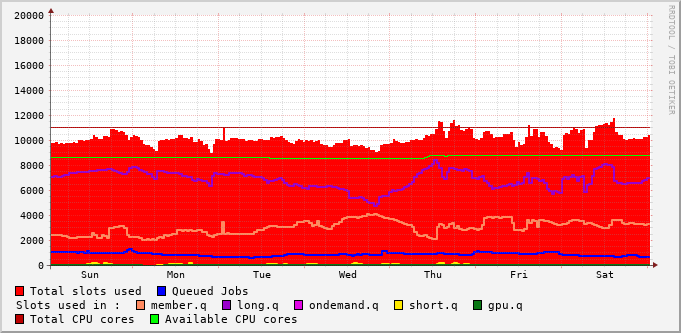 20000
18000
16000
14000
12000
10000
8000
6000
4000
2000
0
Sun Mon Tue Wed Thu Fri Sat
Total slots used Queued Jobs
Slots used in : member.q long.q ondemand.q short.q gpu.q
Total CPU cores Available CPU cores
RRDTOOL / TOBI OETIKER